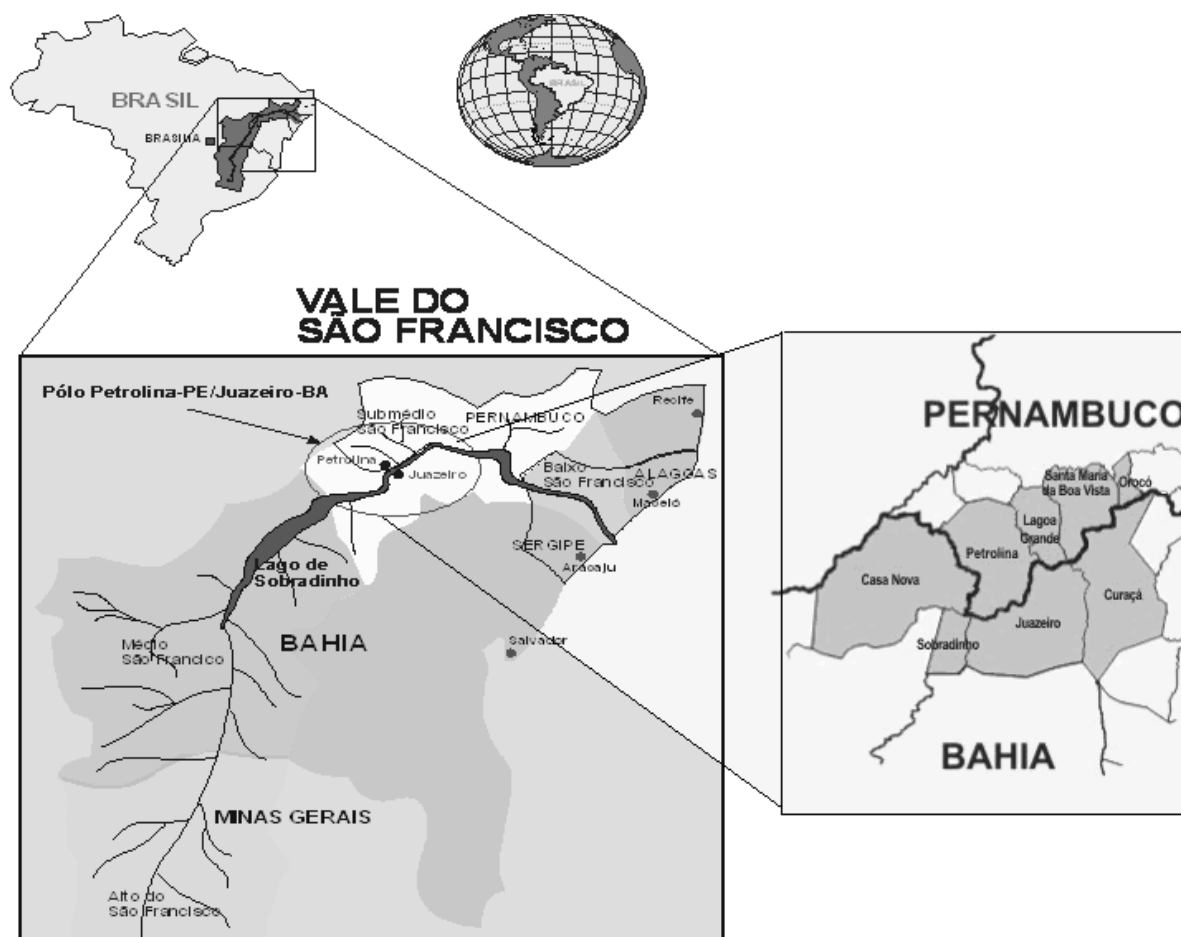 BRASIL
BRASILIA
BRASIL
VALE DO
SÃO FRANCISCO
Pólo Petrolina-PE/Juazeiro-BA
Submédio
São Francisco
PERNAMBUCO
Recife
Petrolina
Juazeiro
Baixo
São Francisco
ALAGOAS
Maceió
SERGIPE
Aracaju
Lago de
Sobradinho
Salvador
BAHIA
Médio
São Francico
MINAS GERAIS
Alto do
São Francisco
PERNAMBUCO
Santa Maria
da Boa Vista
Orocó
Lagoa
Grande
Petrolina
Casa Nova
Curaçá
Juazeiro
Sobradinho
BAHIA